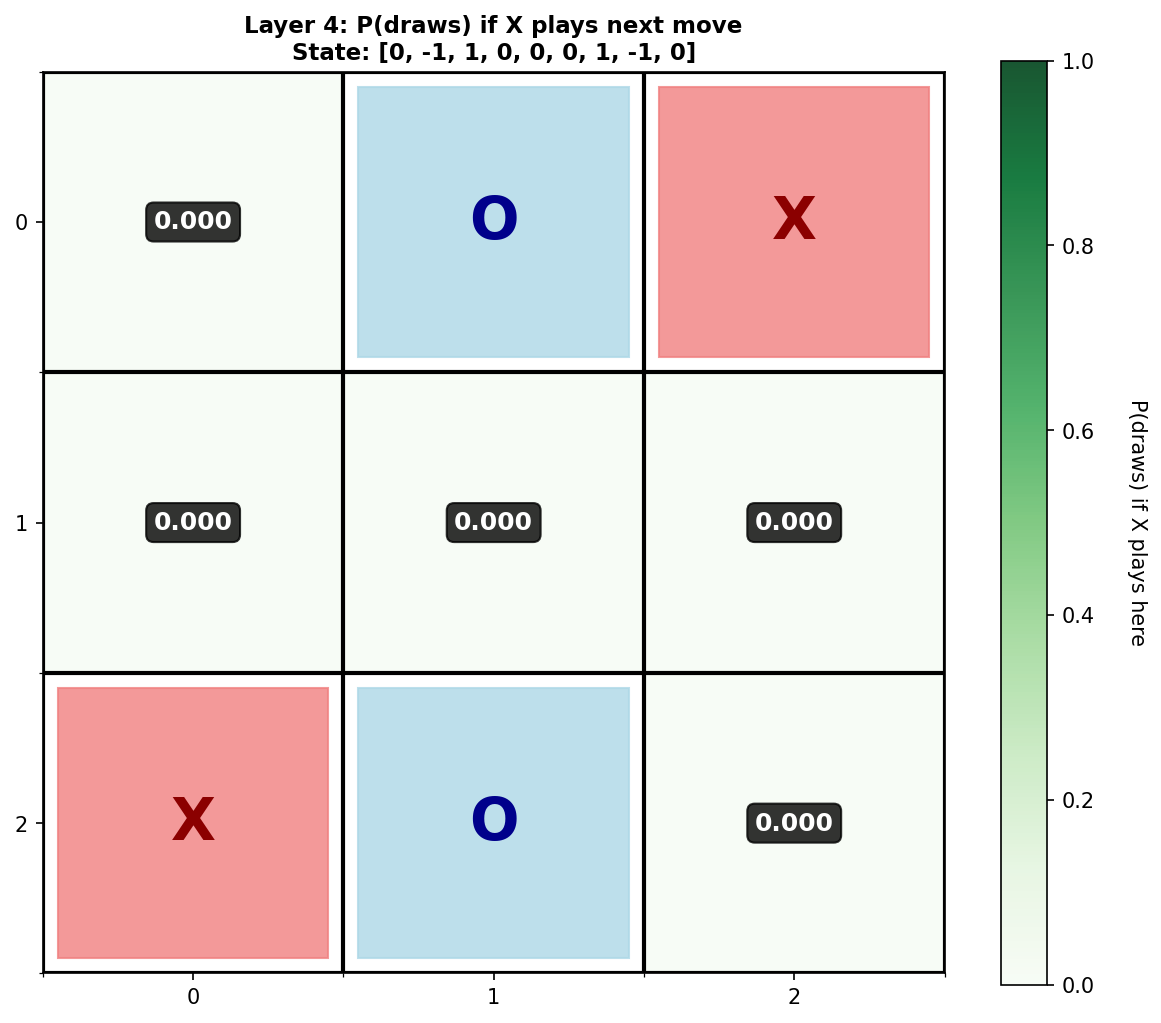 Layer 4: P(draws) if X plays next move
State: [0, -1, 1, 0, 0, 0, 1, -1, 0]
0
0.000
O
X
1
0.000
0.000
0.000
2
X
O
0.000
0
1
2
1.0
0.8
0.6
0.4
0.2
0.0
P(draws) if X plays here